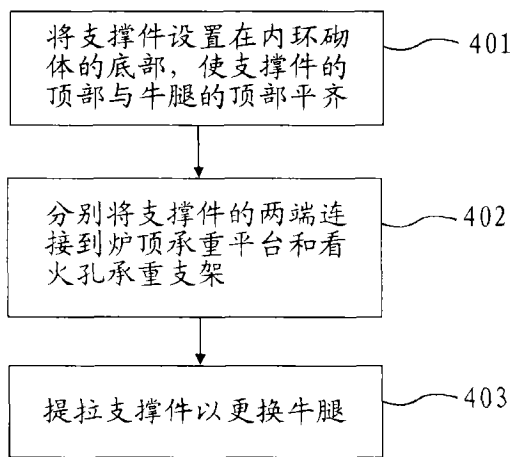 将支撑件设置在内环砌
体的底部，使支撑件的
顶部与牛腿的顶部平齐
401
分别将支撑件的两端连
接到炉顶承重平台和看
火孔承重支架
402
提拉支撑件以更换牛腿
403